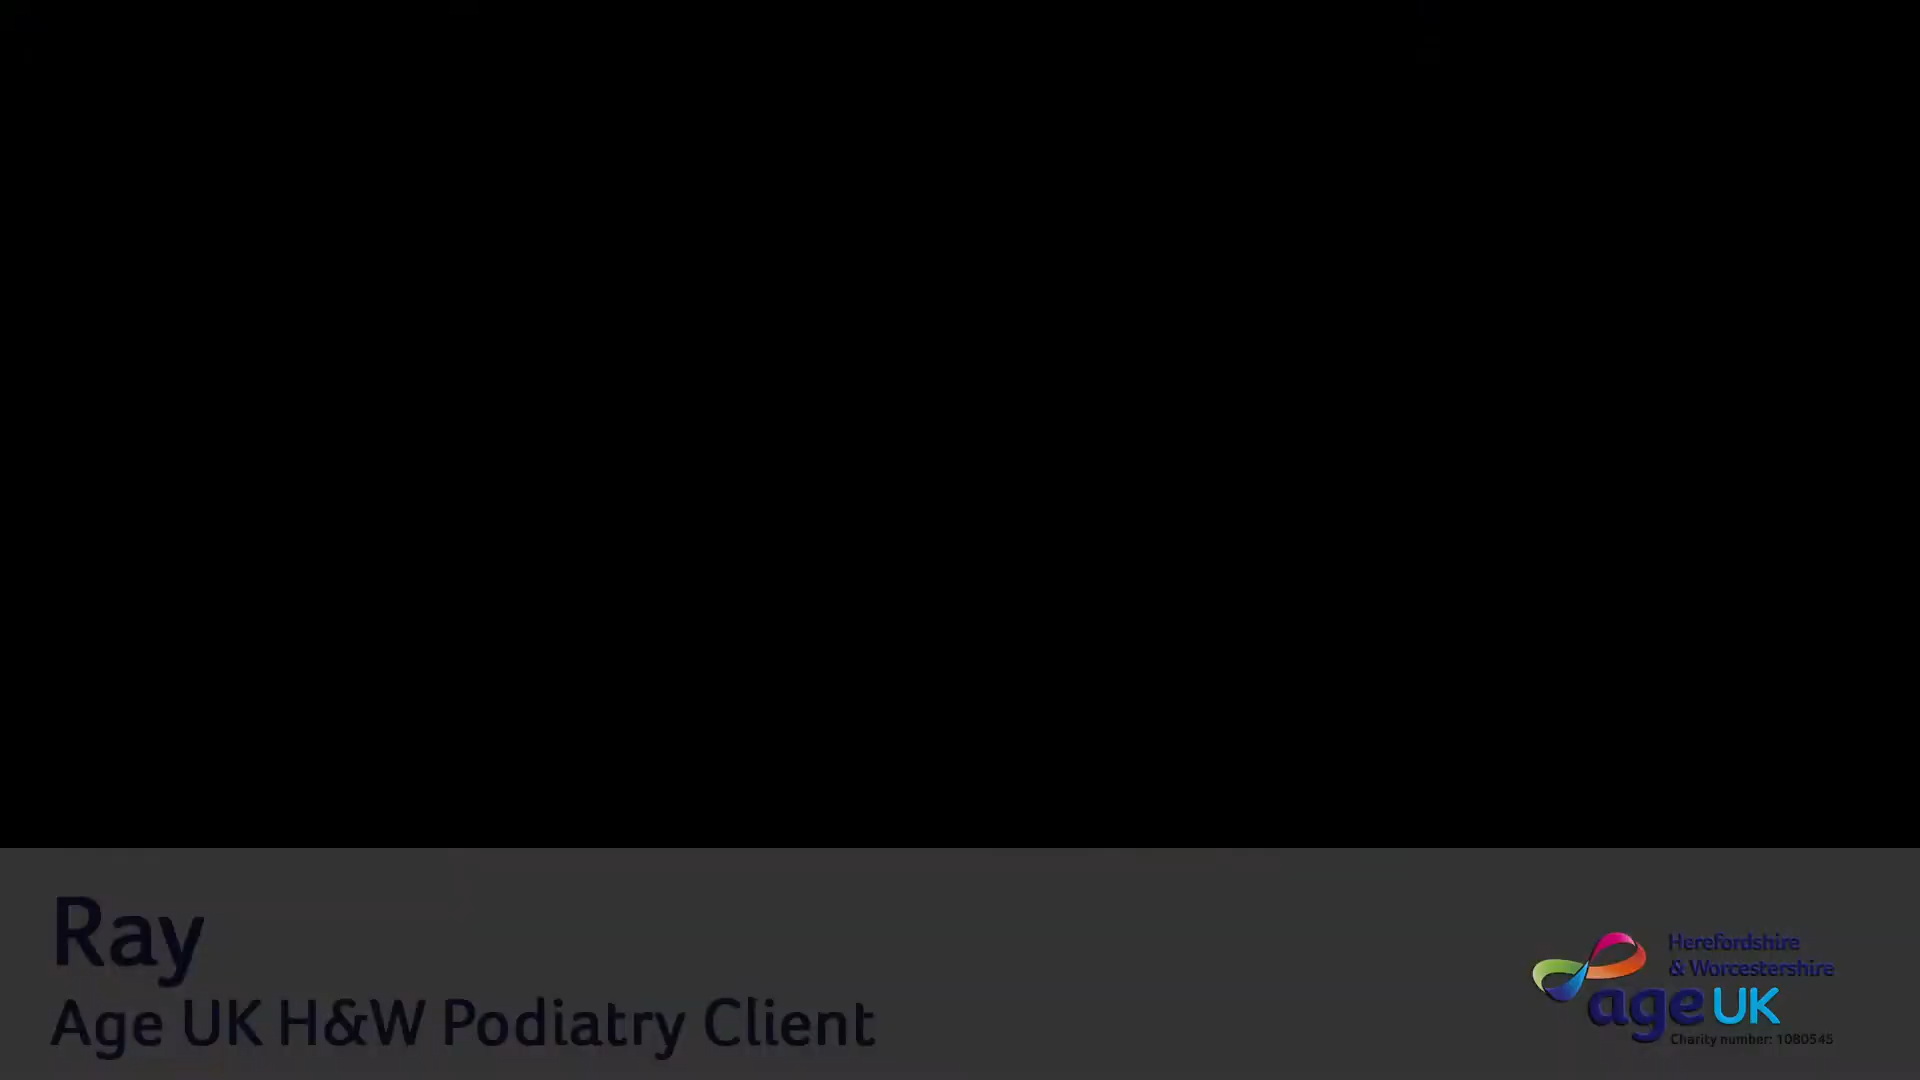 Ray
Age UK H&W Podiatry Client
Herefordshire
& Worcestershire
age UK
Charity number: 1080545